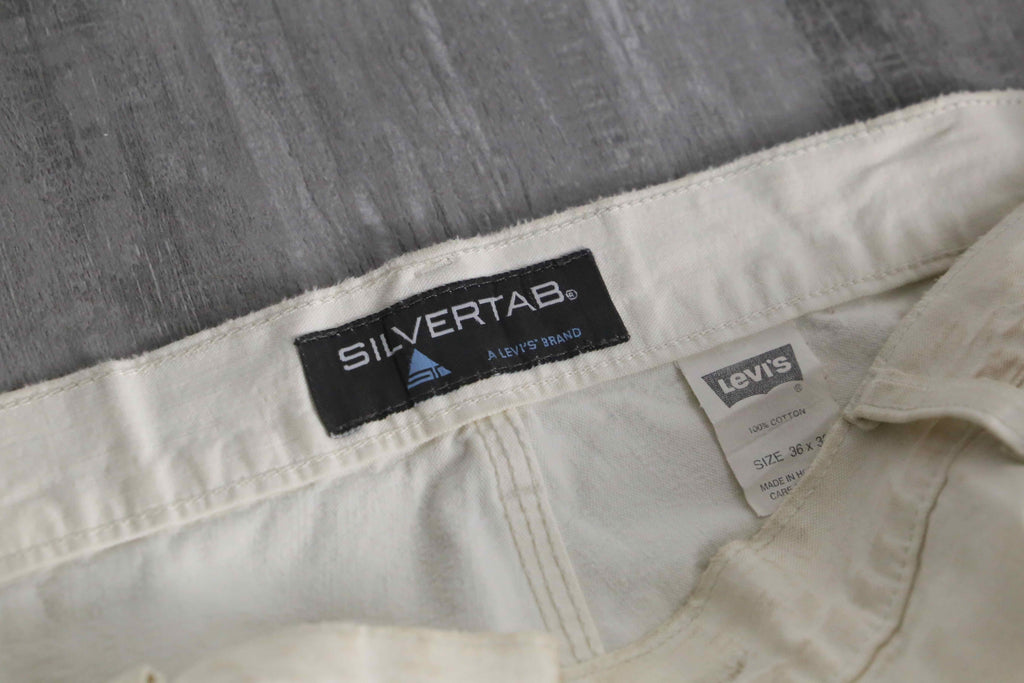 SILVERTAB®
A LEVI'S® BRAND
Levi's
®
100% COTTON
SIZE 36 x 3
MADE IN H
CARE